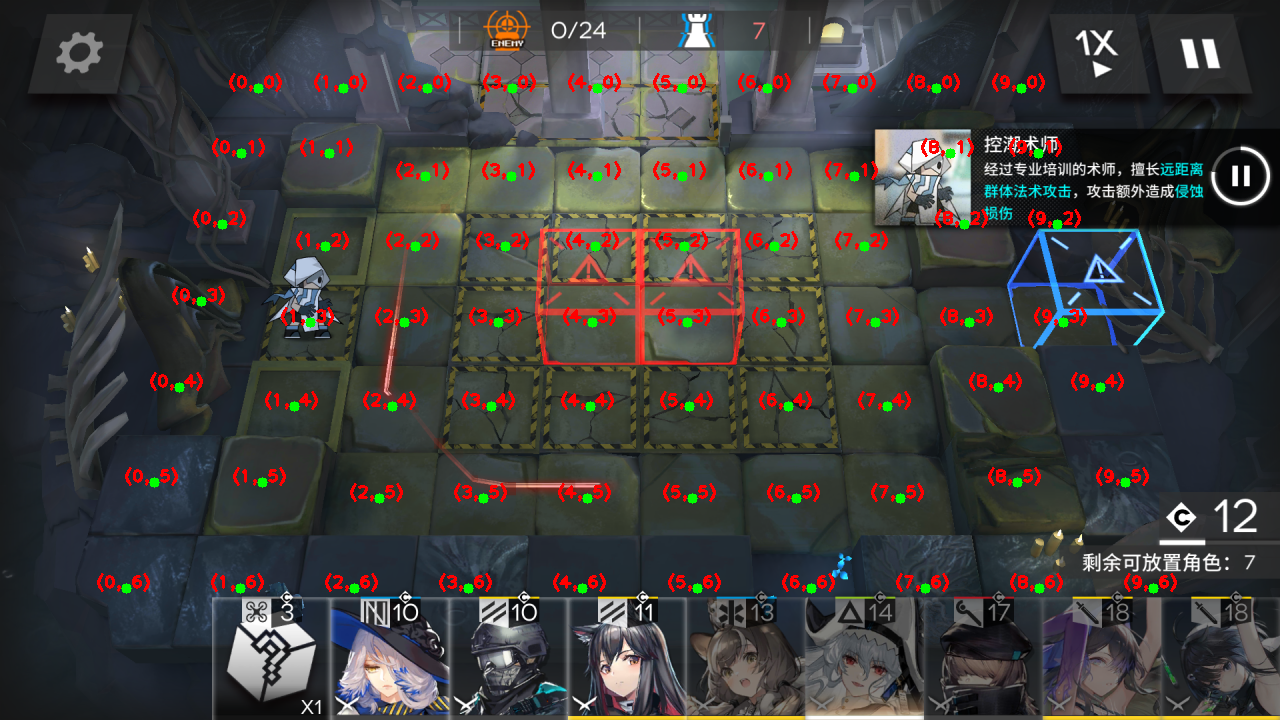 ENEMY 0/24 7 1X
(0, 0) (1, 0) (2, 0) (3, 0) (4, 0) (5, 0) (6, 0) (7, 0) (8, 0) (9, 0)
(0, 1) (1, 1) (2, 1) (3, 1) (4, 1) (5, 1) (6, 1) (7, 1) (8, 1)
控潮术师
经过专业培训的术师，擅长远距离
群体法术攻击，攻击额外造成侵蚀
损伤
(0, 2) (1, 2) (2, 2) (3, 2) (4, 2) (5, 2) (6, 2) (7, 2) (8, 2) (9, 2)
(0, 3) (1, 3) (2, 3) (3, 3) (4, 3) (5, 3) (6, 3) (7, 3) (8, 3) (9, 3)
(0, 4) (1, 4) (2, 4) (3, 4) (4, 4) (5, 4) (6, 4) (7, 4) (8, 4) (9, 4)
(0, 5) (1, 5) (2, 5) (3, 5) (4, 5) (5, 5) (6, 5) (7, 5) (8, 5) (9, 5)
C 12
剩余可放置角色：7
(0, 6) (1, 6) (2, 6) (3, 6) (4, 6) (5, 6) (6, 6) (7, 6) (8, 6) (9, 6)
3 10 10 11 13 14 17 18 18
X1